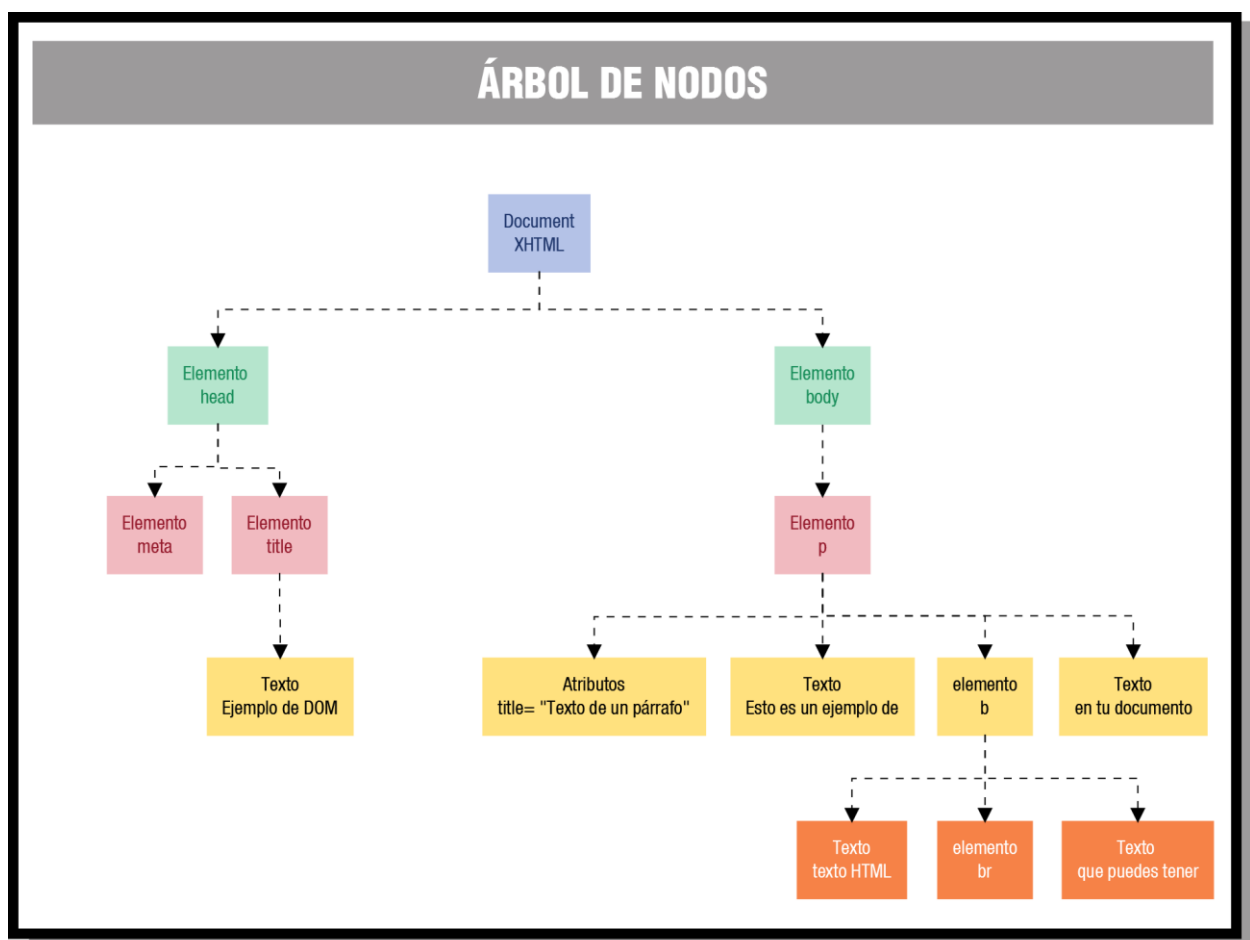 ÁRBOL DE NODOS
Document
XHTML
Elemento
head
Elemento
body
Elemento
meta
Elemento
title
Elemento
p
Texto
Ejemplo de DOM
Atributos
title= "Texto de un párrafo"
Texto
Esto es un ejemplo de
elemento
b
Texto
en tu documento
Texto
texto HTML
elemento
br
Texto
que puedes tener